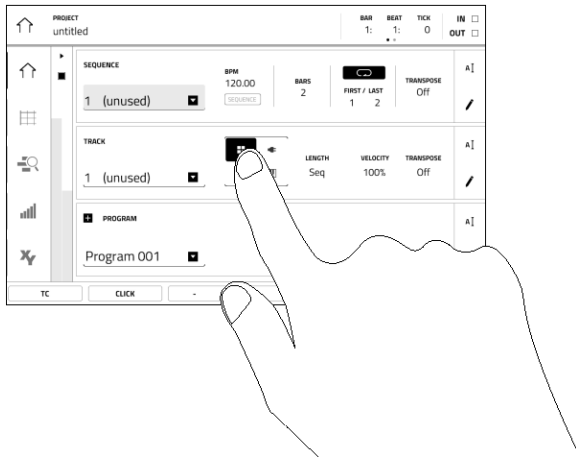 PROJECT
untitled
BAR BEAT TICK
1: 1: 0
IN
OUT
SEQUENCE
1 (unused)
BPM
120.00
SEQUENCE
BARS
2
FIRST / LAST
1 2
TRANSPOSE
Off
TRACK
1 (unused)
LENGTH
Seq
VELOCITY
100%
TRANSPOSE
Off
PROGRAM
Program 001
XY
TC CLICK -